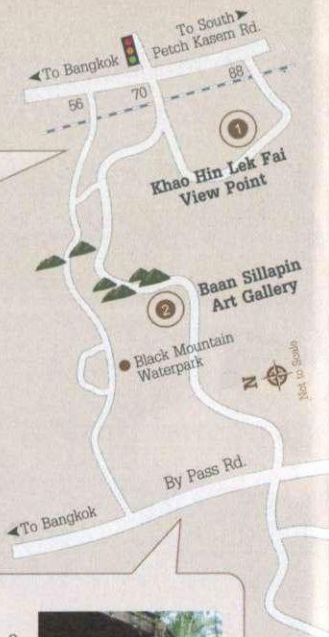 To South
Petch Kasem Rd.
To Bangkok
56
70
88
1
Khao Hin Lek Fai
View Point
Baan Sillapin
Art Gallery
2
Black Mountain
Waterpark
N
Not to Scale
By Pass Rd.
To Bangkok